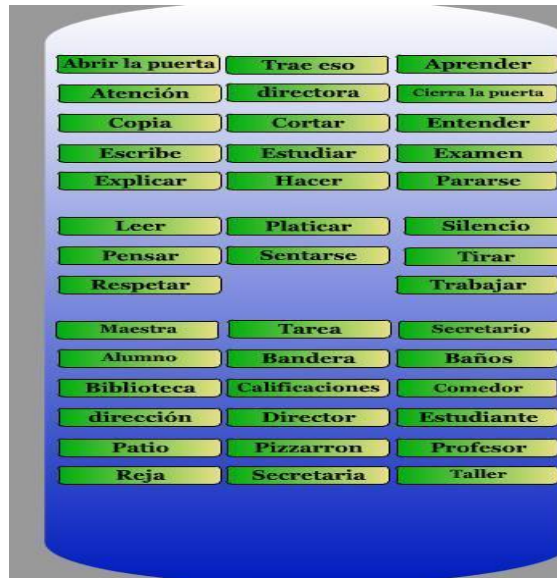 Abrir la puerta Trae eso Aprender
Atención directora Cierra la puerta
Copia Cortar Entender
Escribe Estudiar Examen
Explicar Hacer Pararse
Leer Platicar Silencio
Pensar Sentarse Tirar
Respetar Trabajar
Maestra Tarea Secretario
Alumno Bandera Baños
Biblioteca Calificaciones Comedor
dirección Director Estudiante
Patio Pizzarron Profesor
Reja Secretaria Taller